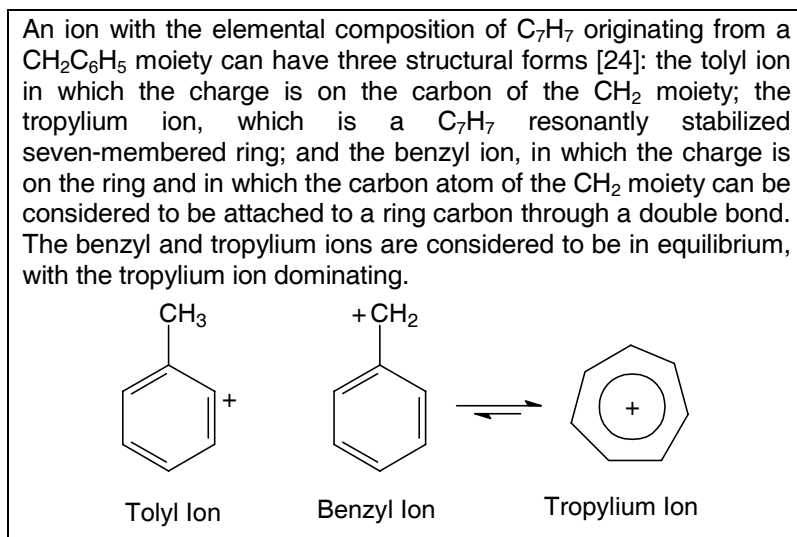 An ion with the elemental composition of C₇H₇ originating from a
CH₂C₆H₅ moiety can have three structural forms [24]: the tolyl ion
in which the charge is on the carbon of the CH₂ moiety; the
tropylium ion, which is a C₇H₇ resonantly stabilized
seven-membered ring; and the benzyl ion, in which the charge is
on the ring and in which the carbon atom of the CH₂ moiety can be
considered to be attached to a ring carbon through a double bond.
The benzyl and tropylium ions are considered to be in equilibrium,
with the tropylium ion dominating.
CH₃ +CH₂
+ +
Tolyl Ion Benzyl Ion Tropylium Ion